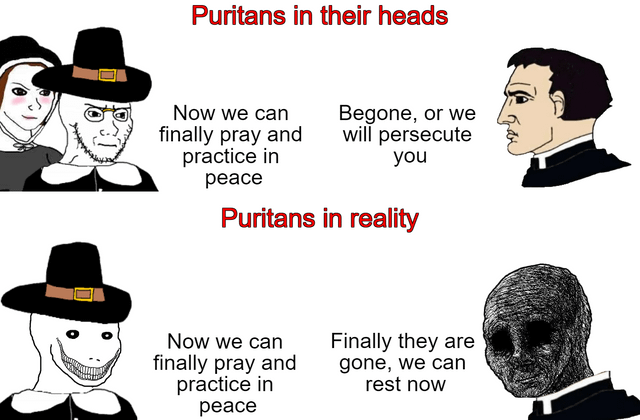 Puritans in their heads
Now we can
finally pray and
practice in
peace
Begone, or we
will persecute
you
Puritans in reality
Now we can
finally pray and
practice in
peace
Finally they are
gone, we can
rest now